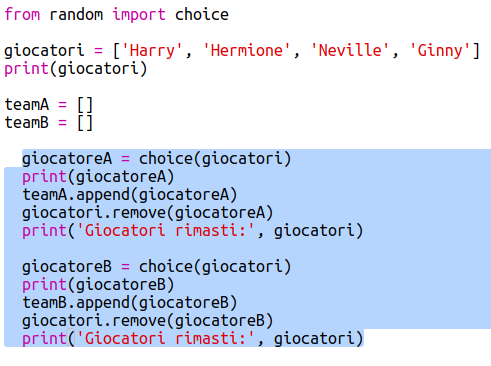 from random import choice
giocatori = ['Harry', 'Hermione', 'Neville', 'Ginny']
print(giocatori)
teamA = []
teamB = []
giocatoreA = choice(giocatori)
print(giocatoreA)
teamA.append(giocatoreA)
giocatori.remove(giocatoreA)
print('Giocatori rimasti:', giocatori)
giocatoreB = choice(giocatori)
print(giocatoreB)
teamB.append(giocatoreB)
giocatori.remove(giocatoreB)
print('Giocatori rimasti:', giocatori)